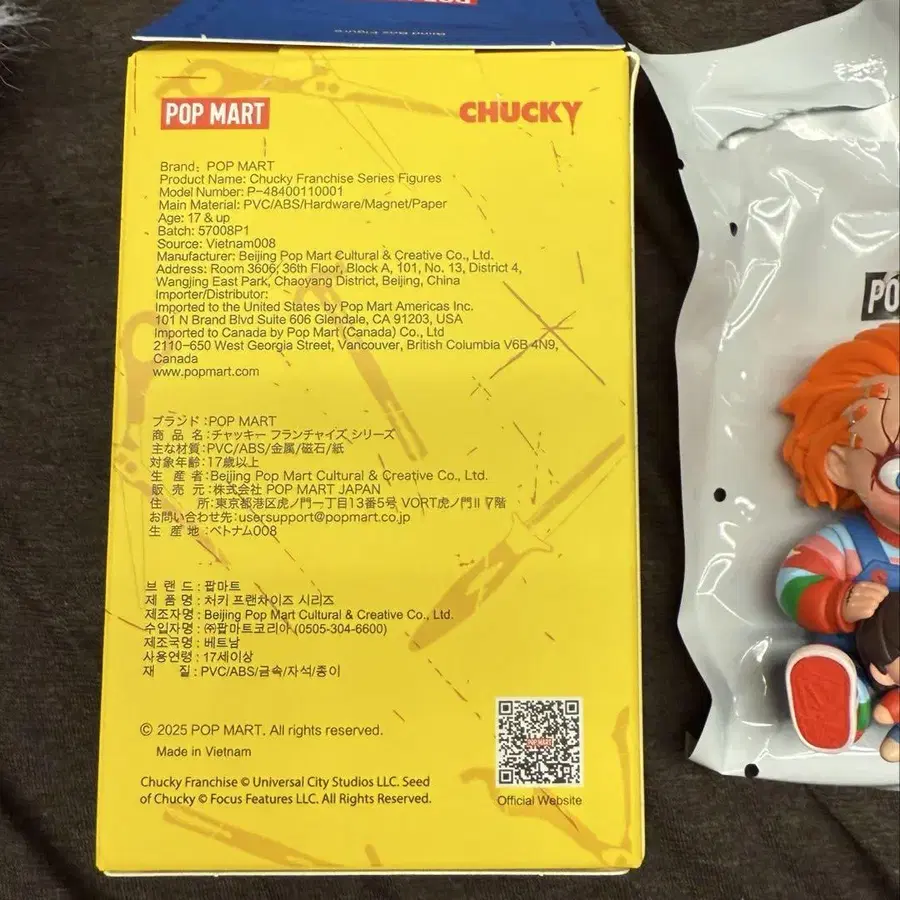 Blind Box Figure
POP MART
CHUCKY
Brand: POP MART
Product Name: Chucky Franchise Series Figures
Model Number: P-48400110001
Main Material: PVC/ABS/Hardware/Magnet/Paper
Age: 17 & up
Batch: 57008P1
Source: Vietnam008
Manufacturer: Beijing Pop Mart Cultural & Creative Co., Ltd.
Address: Room 3606, 36th Floor, Block A, 101, No. 13, District 4,
Wangjing East Park, Chaoyang District, Beijing, China
Importer/Distributor:
Imported to the United States by Pop Mart Americas Inc.
101 N Brand Blvd Suite 606 Glendale, CA 91203, USA
Imported to Canada by Pop Mart (Canada) Co., Ltd
2110-650 West Georgia Street, Vancouver, British Columbia V6B 4N9,
Canada
www.popmart.com
ブランド:POP MART
商 品 名:チャッキー フランチャイズ シリーズ
主な材質:PVC/ABS/金属/磁石/紙
対象年齢:17歳以上
生 産 者:Beijing Pop Mart Cultural & Creative Co., Ltd.
販 売 元:株式会社 POP MART JAPAN
住 所:東京都港区虎ノ門一丁目13番5号 VORT虎ノ門II 7階
お問い合わせ先:usersupport@popmart.co.jp
生 産 地:ベトナム008
브 랜 드 : 팝마트
제 품 명 : 처키 프랜차이즈 시리즈
제조자명 : Beijing Pop Mart Cultural & Creative Co., Ltd.
수입자명 : ㈜팝마트코리아 (0505-304-6600)
제조국명 : 베트남
사용연령 : 17세이상
재 질 : PVC/ABS/금속/자석/종이
© 2025 POP MART. All rights reserved.
Made in Vietnam
Chucky Franchise © Universal City Studios LLC. Seed
of Chucky © Focus Features LLC. All Rights Reserved.
POP MART
Official Website
PO